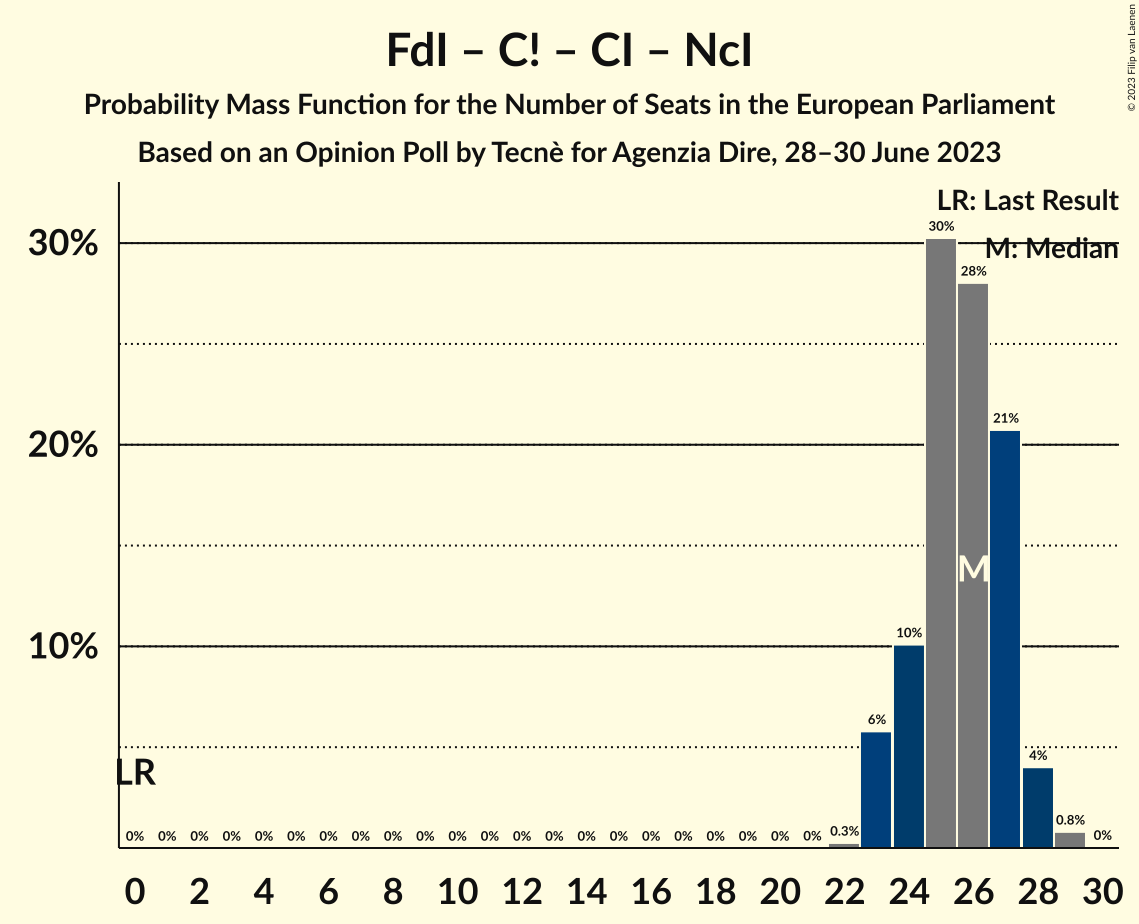 FdI – C! – CI – NcI
Probability Mass Function for the Number of Seats in the European Parliament
Based on an Opinion Poll by Tecnè for Agenzia Dire, 28–30 June 2023
© 2023 Filip van Laenen
LR: Last Result
M: Median
30%
20%
10%
30%
28%
21%
10%
6%
4%
M
LR
0% 0% 0% 0% 0% 0% 0% 0% 0% 0% 0% 0% 0% 0% 0% 0% 0% 0% 0% 0% 0% 0% 0.3% 0.8% 0%
0 2 4 6 8 10 12 14 16 18 20 22 24 26 28 30